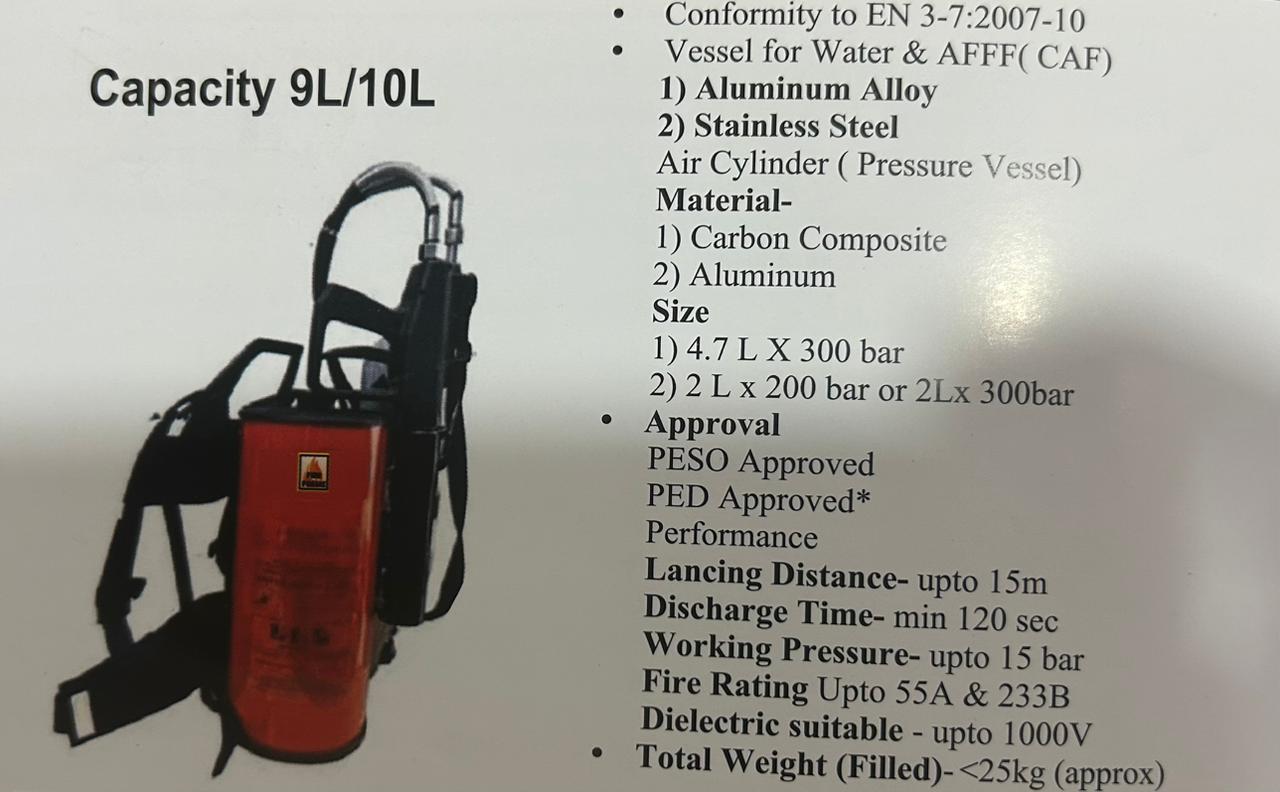 Capacity 9L/10L
• Conformity to EN 3-7:2007-10
• Vessel for Water & AFFF( CAF)
1) Aluminum Alloy
2) Stainless Steel
Air Cylinder ( Pressure Vessel)
Material-
1) Carbon Composite
2) Aluminum
Size
1) 4.7 L X 300 bar
2) 2 L x 200 bar or 2Lx 300bar
• Approval
PESO Approved
PED Approved*
Performance
Lancing Distance- upto 15m
Discharge Time- min 120 sec
Working Pressure- upto 15 bar
Fire Rating Upto 55A & 233B
Dielectric suitable - upto 1000V
• Total Weight (Filled)- <25kg (approx)